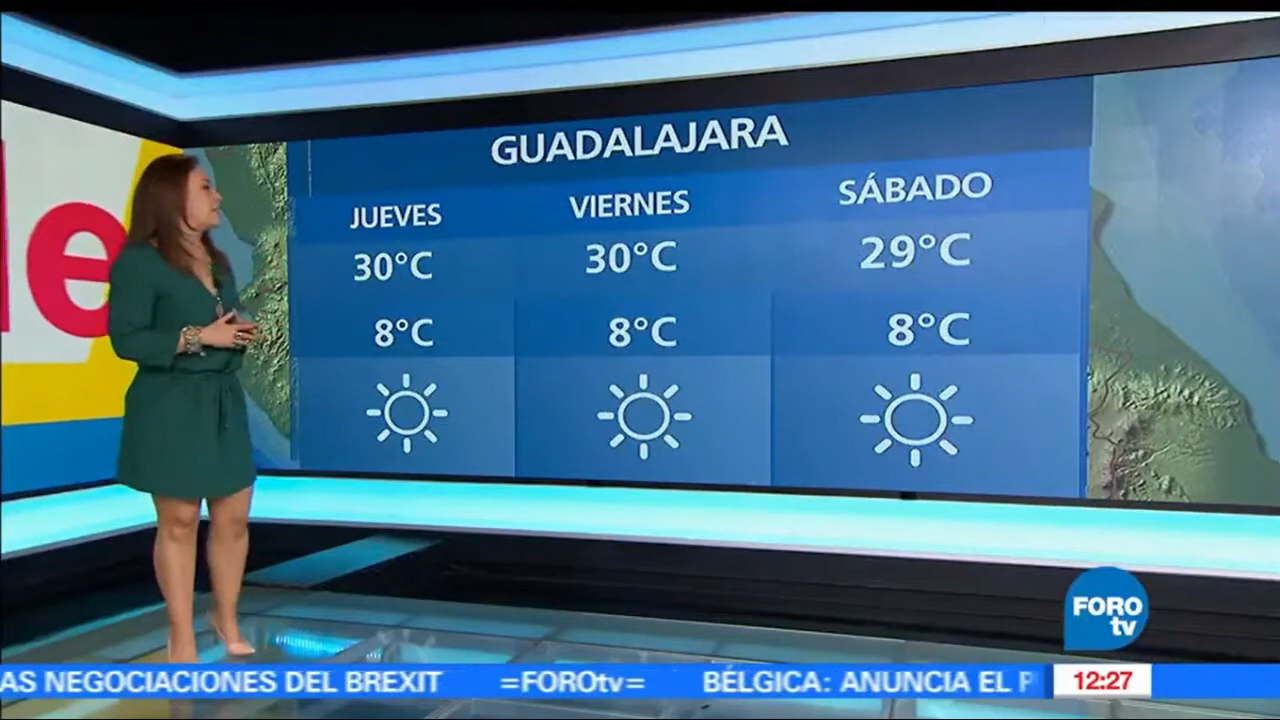 le
GUADALAJARA
JUEVES
VIERNES
SÁBADO
30°C
30°C
29°C
8°C
8°C
8°C
FORO
tv
AS NEGOCIACIONES DEL BREXIT =FOROtv= BÉLGICA: ANUNCIA EL
12:27